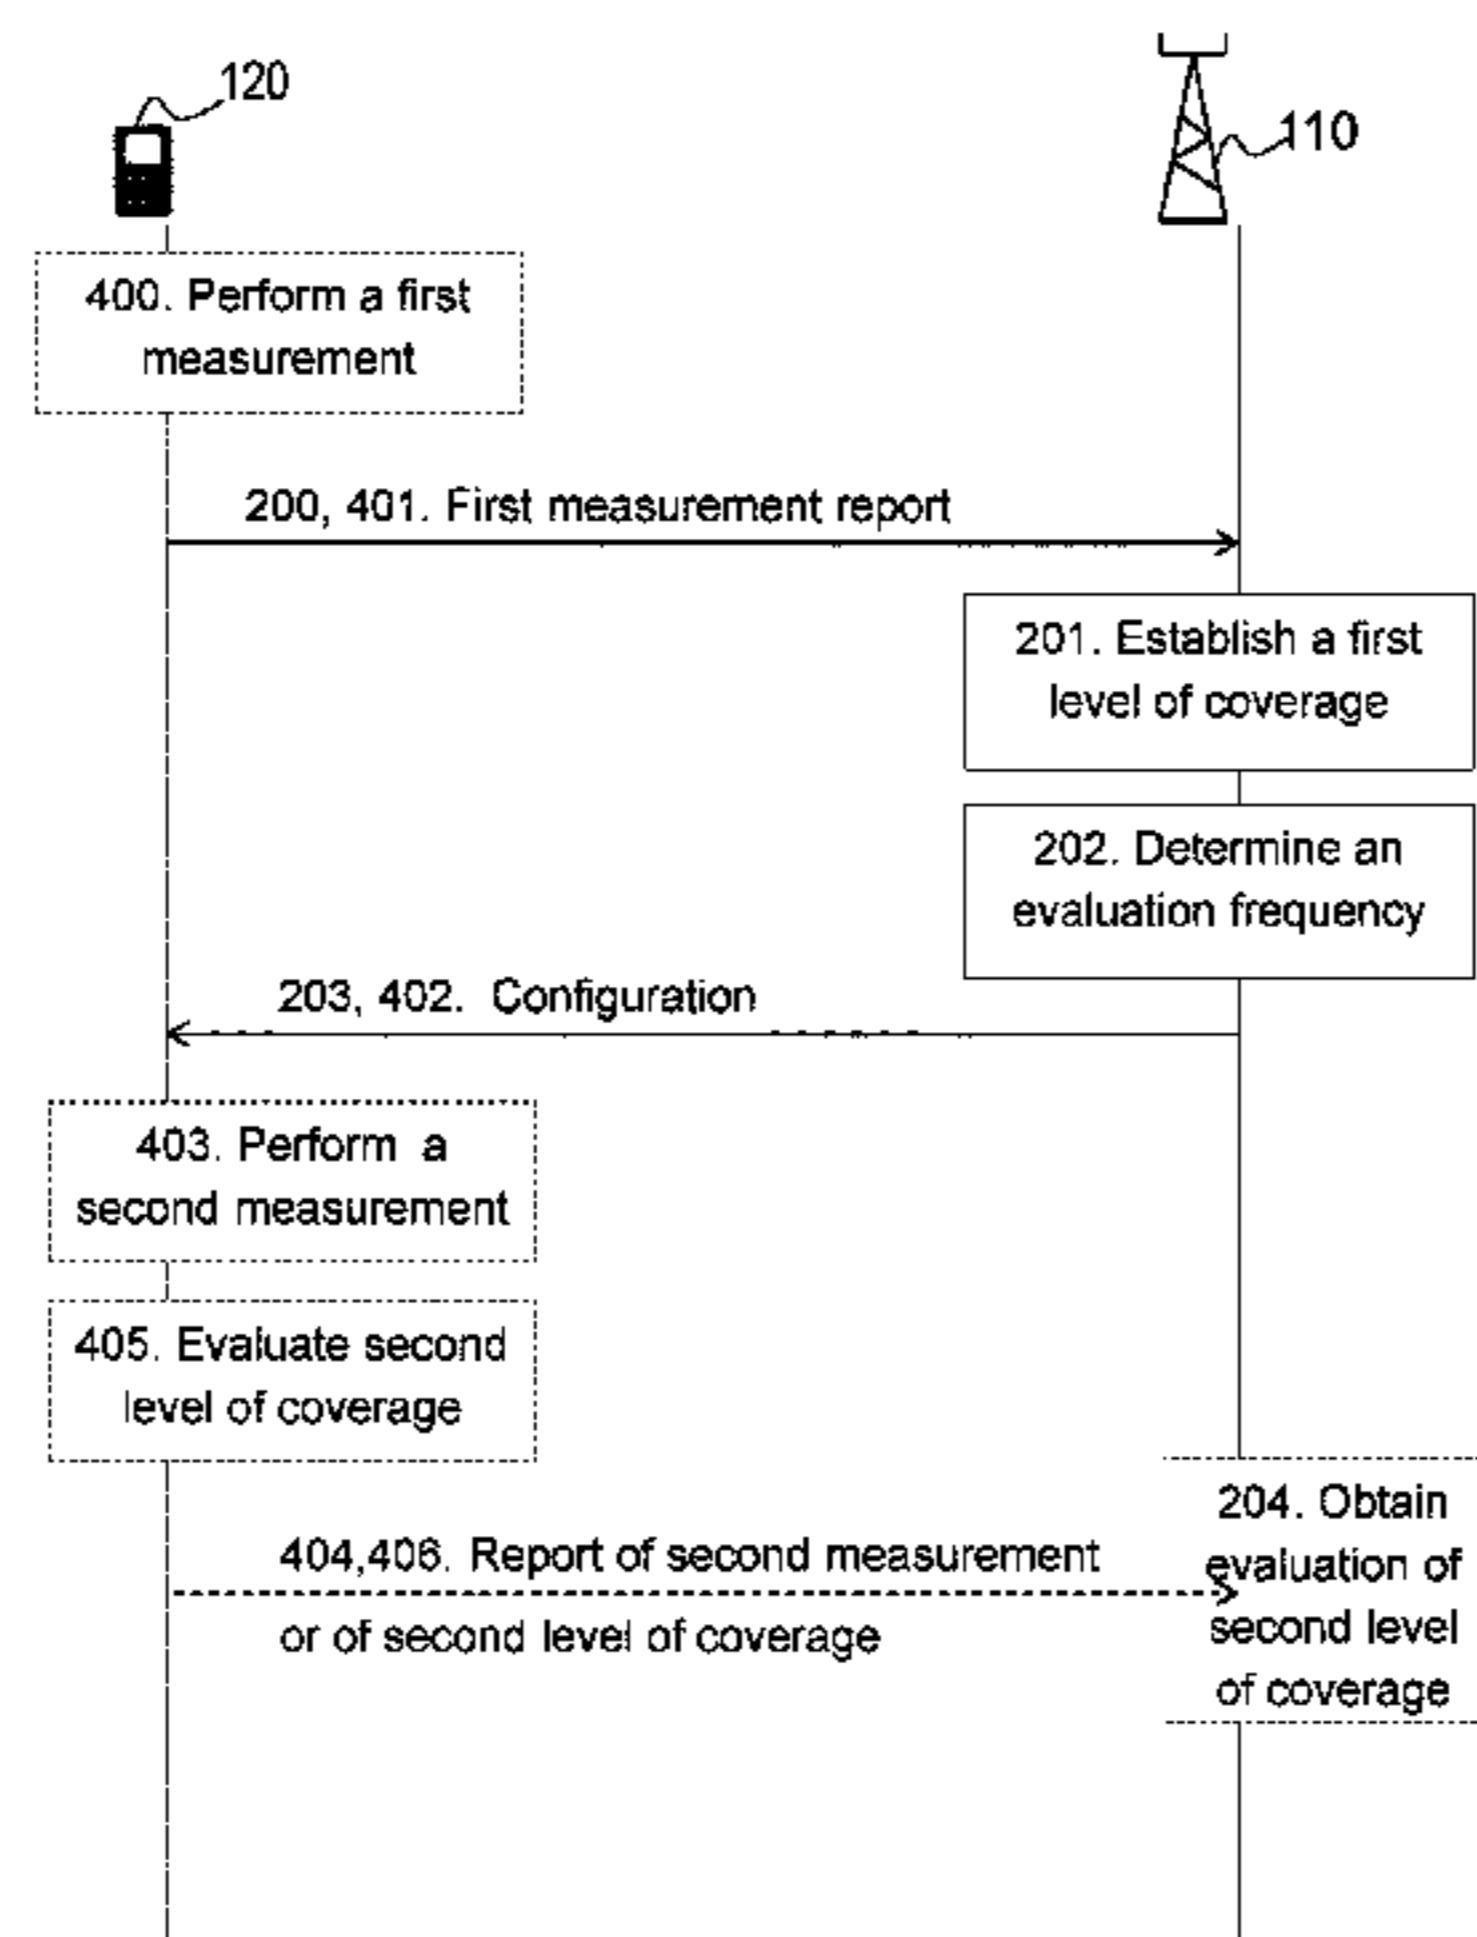 120
110
400. Perform a first
measurement
200, 401. First measurement report
201. Establish a first
level of coverage
202. Determine an
evaluation frequency
203, 402. Configuration
403. Perform a
second measurement
405. Evaluate second
level of coverage
204. Obtain
evaluation of
second level
of coverage
404,406. Report of second measurement
or of second level of coverage